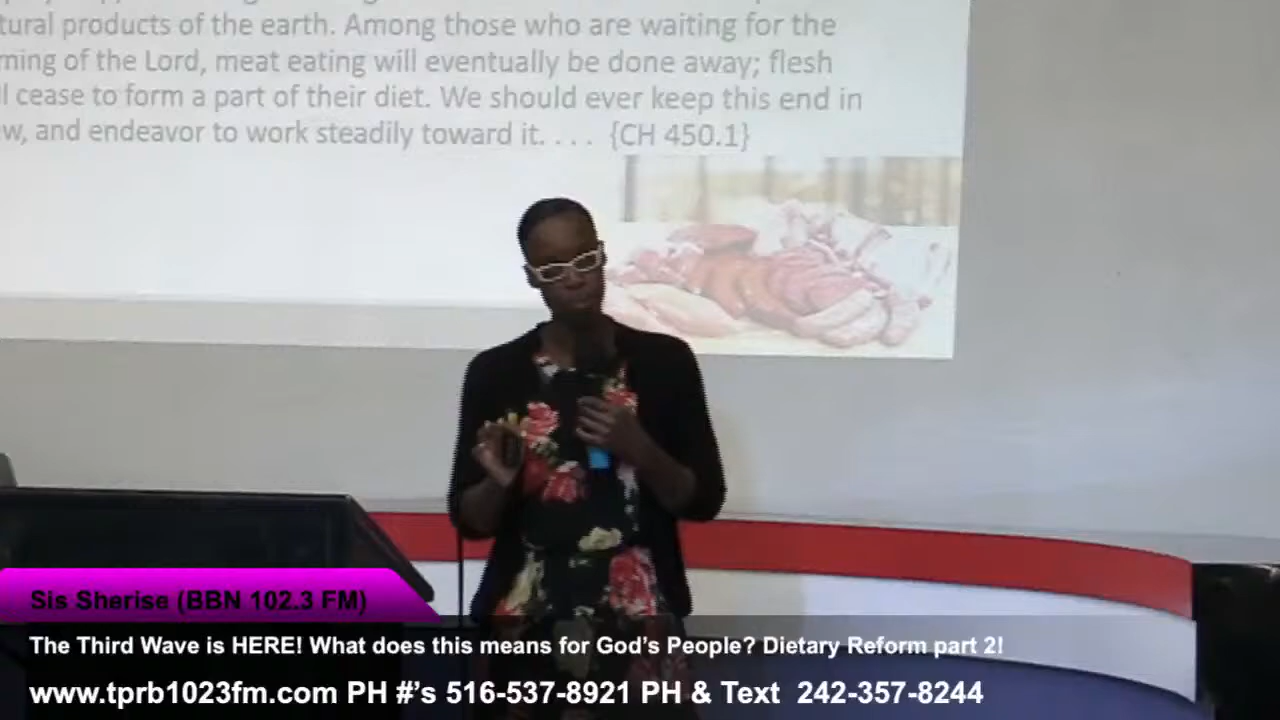 tural products of the earth. Among those who are waiting for the
ming of the Lord, meat eating will eventually be done away; flesh
l cease to form a part of their diet. We should ever keep this end in
w, and endeavor to work steadily toward it. . . . {CH 450.1}
Sis Sherise (BBN 102.3 FM)
The Third Wave is HERE! What does this means for God's People? Dietary Reform part 2!
www.tprb1023fm.com PH #'s 516-537-8921 PH & Text 242-357-8244